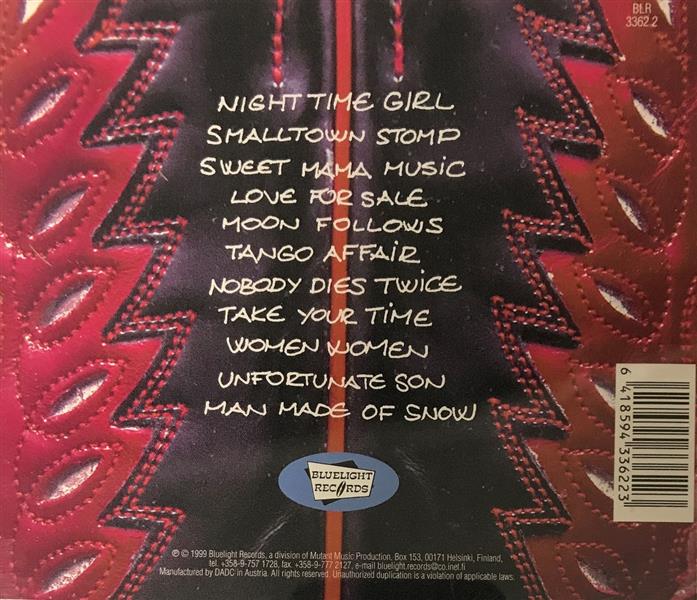 BLR
3362.2
NIGHT TIME GIRL
SMALLTOWN STOMP
SWEET MAMA MUSIC
LOVE FOR SALE
MOON FOLLOWS
TANGO AFFAIR
NOBODY DIES TWICE
TAKE YOUR TIME
WOMEN WOMEN
UNFORTUNATE SON
MAN MADE OF SNOW
BLUELIGHT
RECORDS
6 418594 336223
℗ © 1999 Bluelight Records, a division of Mutant Music Production, Box 153, 00171 Helsinki, Finland,
tel. +358-9-757 1728, fax. +358-9-777 2127, e-mail bluelight.records@co.inet.fi
Manufactured by DADC in Austria. All rights reserved. Unauthorized duplication is a violation of applicable laws.